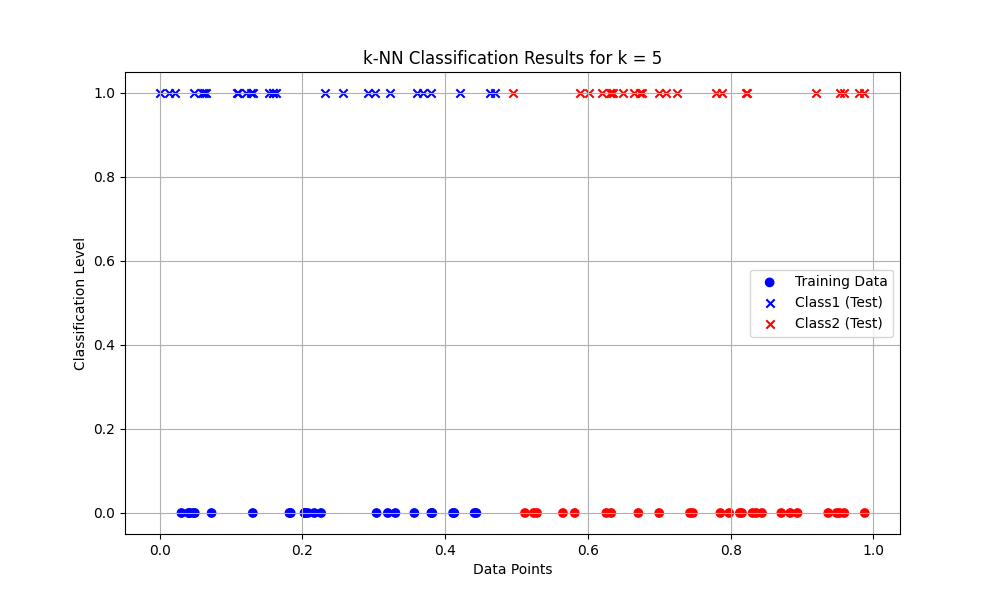 k-NN Classification Results for k = 5
1.0
0.8
0.6
0.4
0.2
0.0
Classification Level
Training Data
Class1 (Test)
Class2 (Test)
0.0 0.2 0.4 0.6 0.8 1.0
Data Points